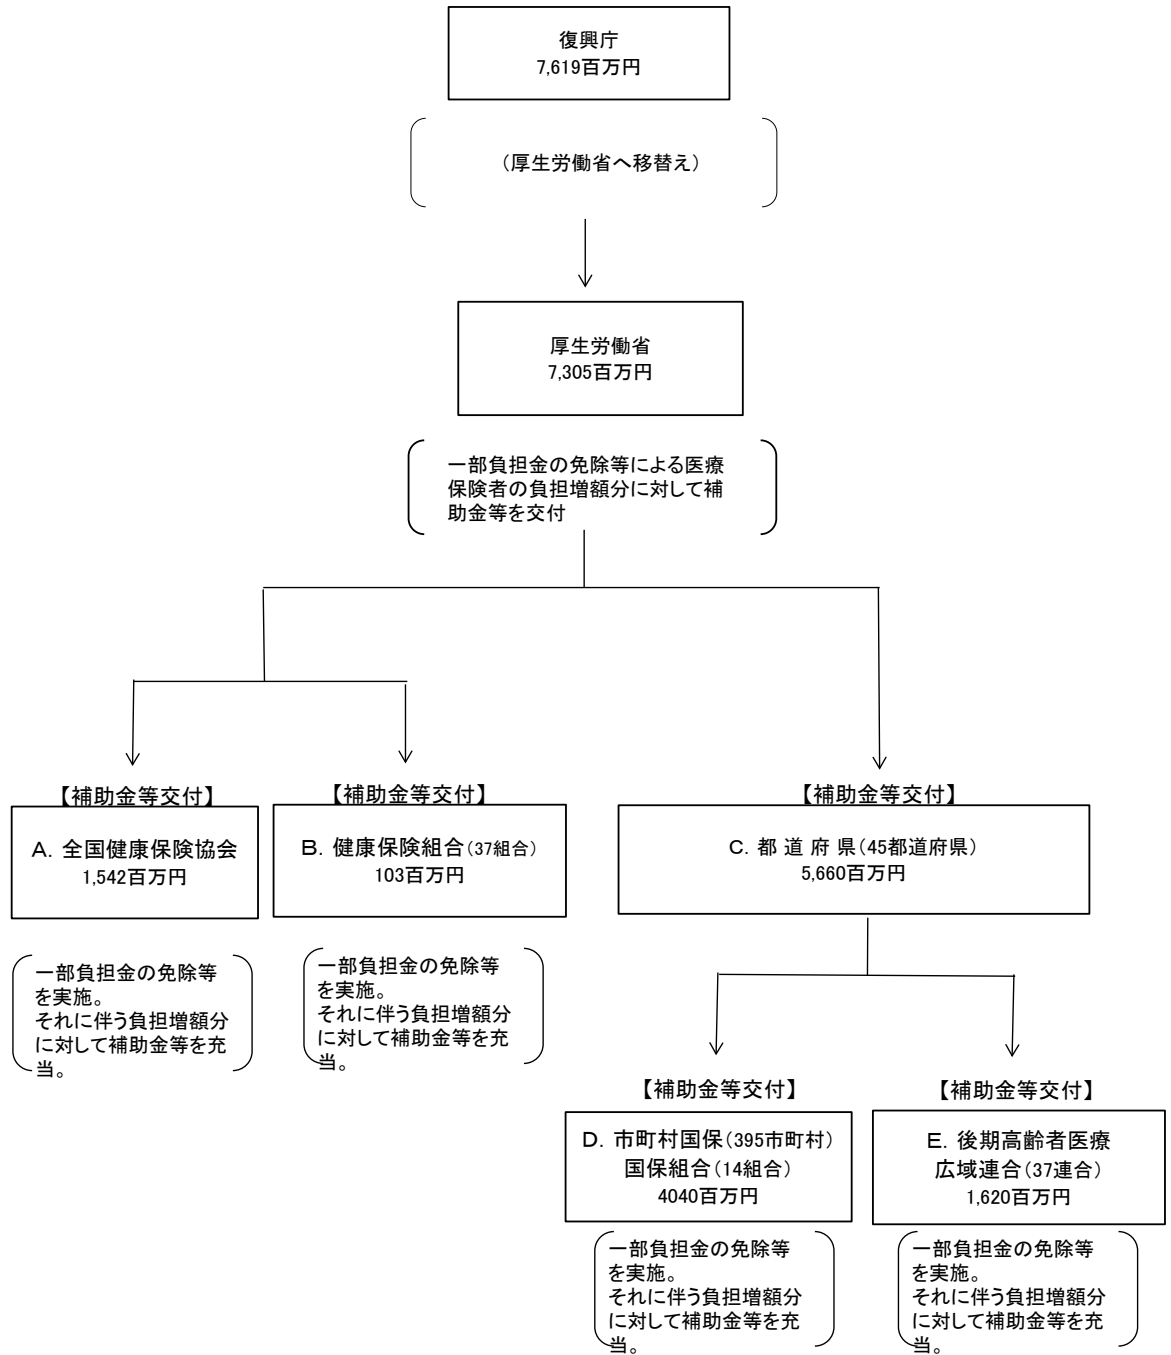 復興庁
7,619百万円
（厚生労働省へ移替え）
厚生労働省
7,305百万円
一部負担金の免除等による医療
保険者の負担増額分に対して補
助金等を交付
【補助金等交付】
A. 全国健康保険協会
1,542百万円
一部負担金の免除等
を実施。
それに伴う負担増額分
に対して補助金等を充
当。
【補助金等交付】
B. 健康保険組合（37組合）
103百万円
一部負担金の免除等
を実施。
それに伴う負担増額分
に対して補助金等を充
当。
【補助金等交付】
C. 都 道 府 県（45都道府県）
5,660百万円
【補助金等交付】
D. 市町村国保（395市町村）
国保組合（14組合）
4040百万円
一部負担金の免除等
を実施。
それに伴う負担増額分
に対して補助金等を充
当。
【補助金等交付】
E. 後期高齢者医療
広域連合（37連合）
1,620百万円
一部負担金の免除等
を実施。
それに伴う負担増額分
に対して補助金等を充
当。